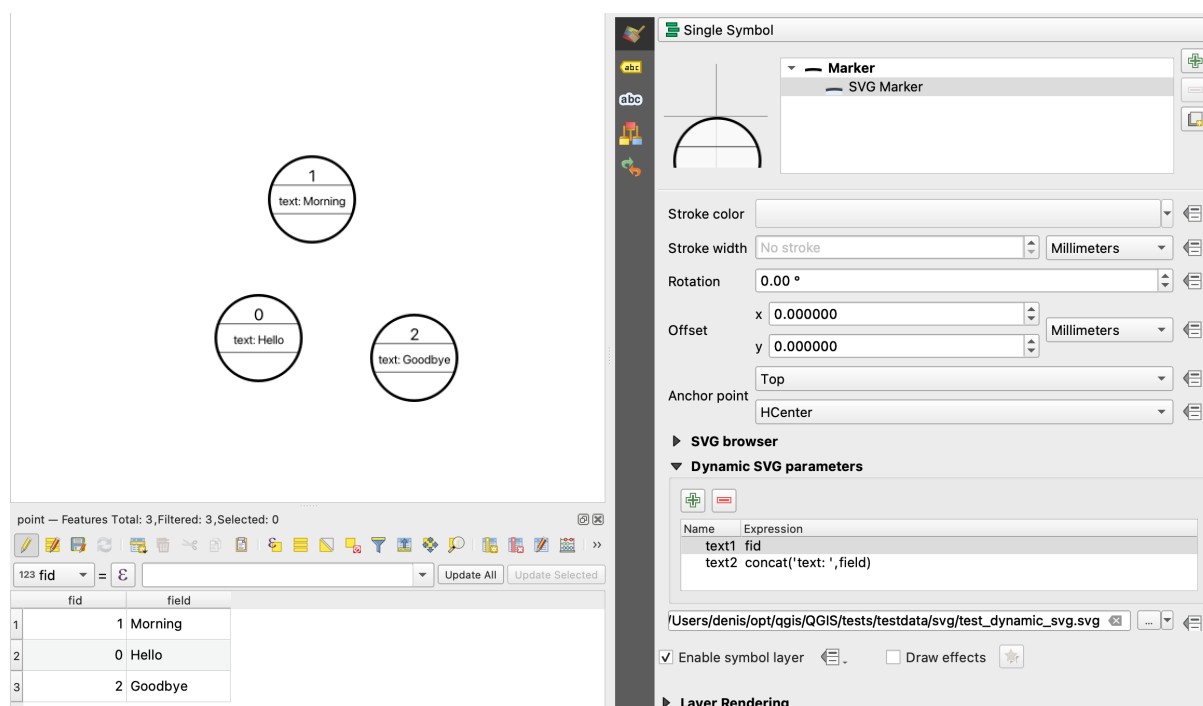 1
text: Morning
0
text: Hello
2
text: Goodbye
point — Features Total: 3,Filtered: 3,Selected: 0
123 fid = ε Update All Update Selected
fid field
1 1 Morning
2 0 Hello
3 2 Goodbye
abc
abc
Single Symbol
Marker
SVG Marker
Stroke color
Stroke width No stroke Millimeters
Rotation 0.00 °
Offset x 0.000000 Millimeters
y 0.000000
Anchor point Top
HCenter
SVG browser
Dynamic SVG parameters
Name Expression
text1 fid
text2 concat('text: ',field)
/Users/denis/opt/qgis/QGIS/tests/testdata/svg/test_dynamic_svg.svg ...
Enable symbol layer Draw effects
Layer Rendering